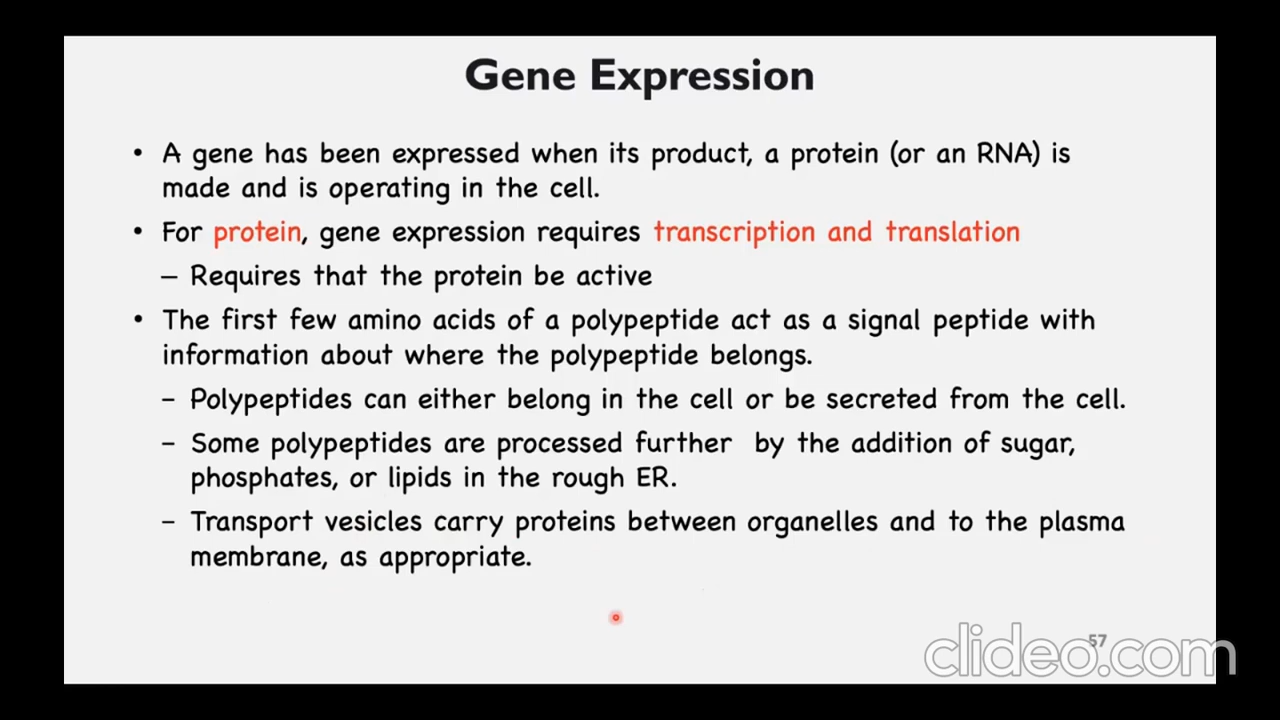 Gene Expression
• A gene has been expressed when its product, a protein (or an RNA) is
made and is operating in the cell.
• For protein, gene expression requires transcription and translation
– Requires that the protein be active
• The first few amino acids of a polypeptide act as a signal peptide with
information about where the polypeptide belongs.
– Polypeptides can either belong in the cell or be secreted from the cell.
– Some polypeptides are processed further by the addition of sugar,
phosphates, or lipids in the rough ER.
– Transport vesicles carry proteins between organelles and to the plasma
membrane, as appropriate.
57
clideo.com